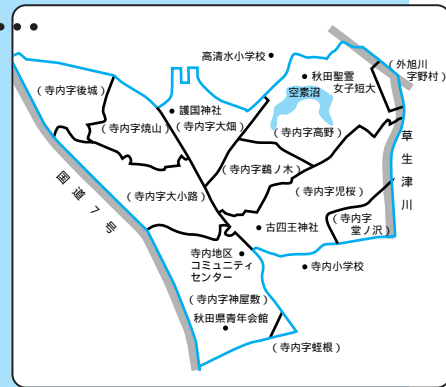 高清水小学校
秋田聖霊
女子短大
(外旭川
字野村)
(寺内字後城)
空素沼
護国神社
(寺内字焼山)
(寺内字大畑)
(寺内字高野)
草生津川
(寺内字鵜ノ木)
(寺内字児桜)
(寺内字大小路)
国道7号
古四王神社
(寺内字
堂ノ沢)
寺内地区
コミュニティ
センター
寺内小学校
(寺内字神屋敷)
秋田県青年会館
(寺内字蛭根)